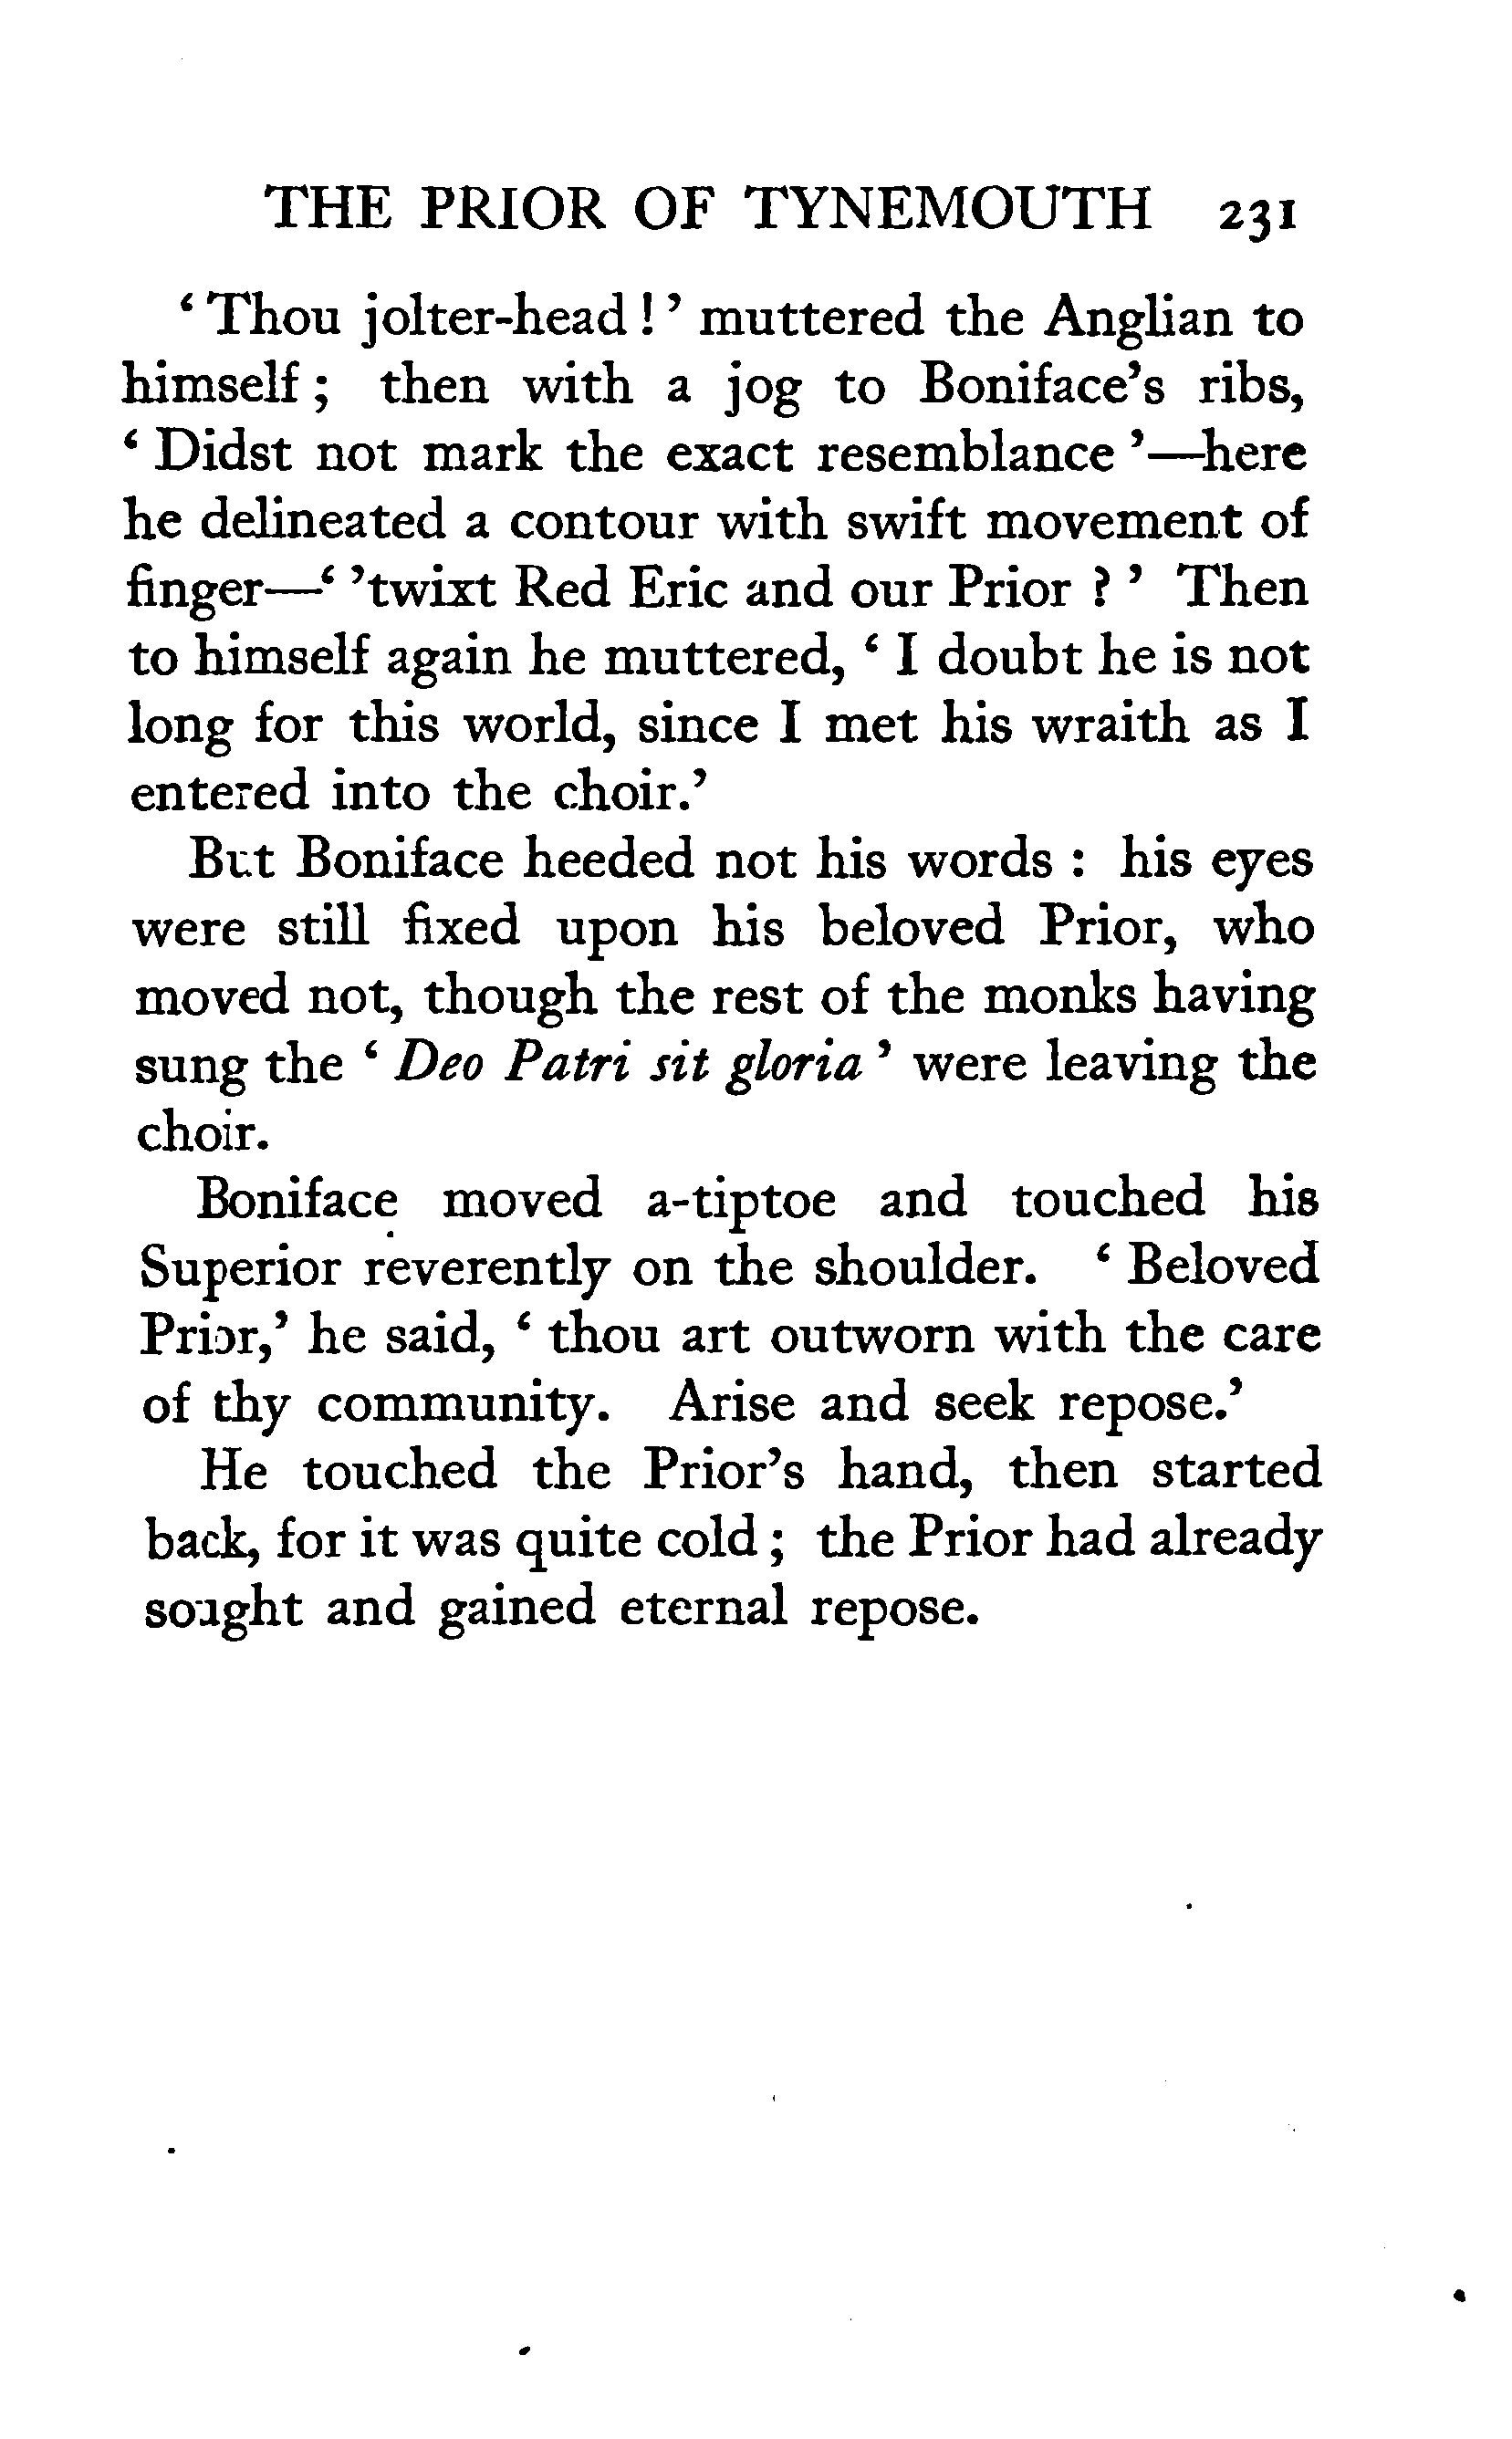 THE PRIOR OF TYNEMOUTH 231
‘ Thou jolter-head ! ’ muttered the Anglian to
himself ; then with a jog to Boniface’s ribs,
‘ Didst not mark the exact resemblance ’—here
he delineated a contour with swift movement of
finger—‘ ’twixt Red Eric and our Prior ? ’ Then
to himself again he muttered, ‘ I doubt he is not
long for this world, since I met his wraith as I
entered into the choir.’
But Boniface heeded not his words : his eyes
were still fixed upon his beloved Prior, who
moved not, though the rest of the monks having
sung the ‘ Deo Patri sit gloria ’ were leaving the
choir.
Boniface moved a-tiptoe and touched his
Superior reverently on the shoulder. ‘ Beloved
Prior,’ he said, ‘ thou art outworn with the care
of thy community. Arise and seek repose.’
He touched the Prior’s hand, then started
back, for it was quite cold ; the Prior had already
sought and gained eternal repose.